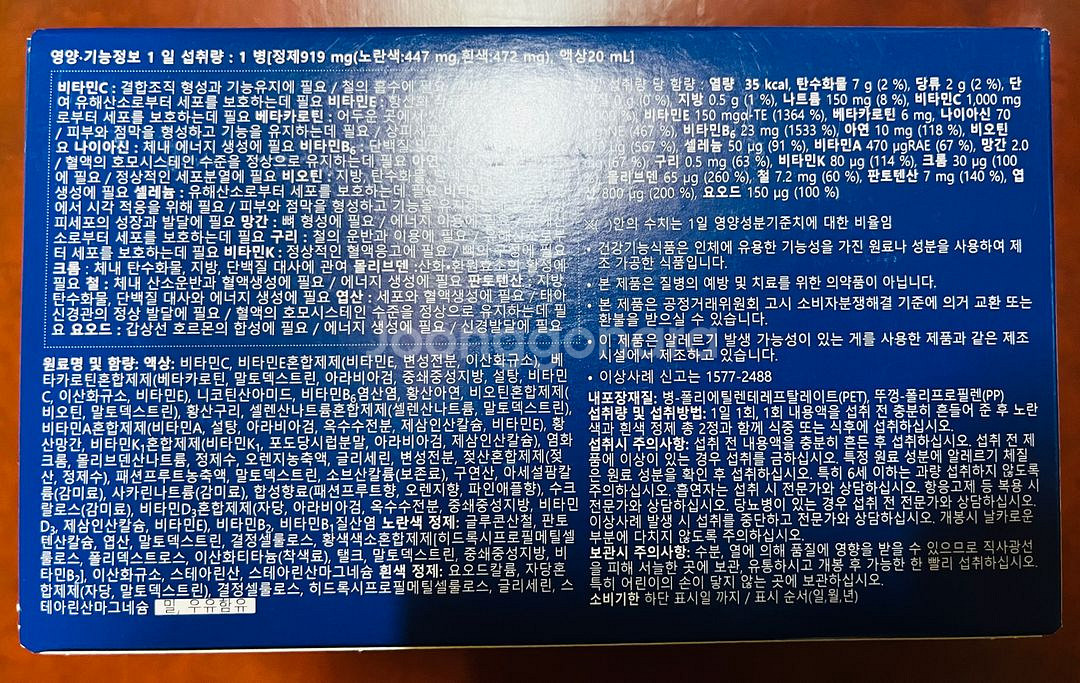 영양·기능정보 1 일 섭취량 : 1 병[정제919 mg(노란색:447 mg,흰색:472 mg), 액상20 mL]
비타민C : 결합조직 형성과 기능유지에 필요 / 철의 흡수에 필요
여 유해산소로부터 세포를 보호하는데 필요 비타민E : 항산화
로부터 세포를 보호하는데 필요 베타카로틴 : 어두운 곳에서
/ 피부와 점막을 형성하고 기능을 유지하는데 필요 / 상피세포
요 나이아신 : 체내 에너지 생성에 필요 비타민B₆ : 단백질 및
/ 혈액의 호모시스테인 수준을 정상으로 유지하는데 필요 아연
에 필요 / 정상적인 세포분열에 필요 비오틴 : 지방, 탄수화물
생성에 필요 셀레늄 : 유해산소로부터 세포를 보호하는데 필요
에서 시각 적응을 위해 필요 / 피부와 점막을 형성하고 기능을 유지
피세포의 성장과 발달에 필요 망간 : 뼈 형성에 필요 / 에너지 이용에
소로부터 세포를 보호하는데 필요 구리 : 철의 운반과 이용에 필요
터 세포를 보호하는데 필요 비타민K : 정상적인 혈액응고에 필요 / 뼈의 구성에 필요
크롬 : 체내 탄수화물, 지방, 단백질 대사에 관여 몰리브덴 :산화·환원효소의 활성에
필요 철 : 체내 산소운반과 혈액생성에 필요 / 에너지 생성에 필요 판토텐산 : 지방,
탄수화물, 단백질 대사와 에너지 생성에 필요 엽산 : 세포와 혈액생성에 필요 / 태아
신경관의 정상 발달에 필요 / 혈액의 호모시스테인 수준을 정상으로 유지하는데 필
요 요오드 : 갑상선 호르몬의 합성에 필요 / 에너지 생성에 필요 / 신경발달에 필요
원료명 및 함량: 액상: 비타민C, 비타민E혼합제제(비타민E, 변성전분, 이산화규소), 베
타카로틴혼합제제(베타카로틴, 말토덱스트린, 아라비아검, 중쇄중성지방, 설탕, 비타민
C, 이산화규소, 비타민E), 니코틴산아미드, 비타민B₆염산염, 황산아연, 비오틴혼합제제(
비오틴, 말토덱스트린), 황산구리, 셀렌산나트륨혼합제제(셀렌산나트륨, 말토덱스트린),
비타민A혼합제제(비타민A, 설탕, 아라비아검, 옥수수전분, 제삼인산칼슘, 비타민E), 황
산망간, 비타민K₁혼합제제(비타민K₁, 포도당시럽분말, 아라비아검, 제삼인산칼슘), 염화
크롬, 몰리브덴산나트륨, 정제수, 오렌지농축액, 글리세린, 변성전분, 젖산혼합제제(젖
산, 정제수), 패션푸르트농축액, 말토덱스트린, 소브산칼륨(보존료), 구연산, 아세설팜칼
륨(감미료), 사카린나트륨(감미료), 합성향료(패션프루트향, 오렌지향, 파인애플향), 수크
랄로스(감미료), 비타민D₃혼합제제(자당, 아라비아검, 옥수수전분, 중쇄중성지방, 비타민
D₃, 제삼인산칼슘, 비타민E), 비타민B₂, 비타민B₁질산염 노란색 정제: 글루콘산철, 판토
텐산칼슘, 엽산, 말토덱스트린, 결정셀룰로스, 황색색소혼합제제(히드록시프로필메틸셀
룰로스, 폴리덱스트로스, 이산화티타늄(착색료), 탤크, 말토덱스트린, 중쇄중성지방, 비
타민B₂), 이산화규소, 스테아린산, 스테아린산마그네슘 흰색 정제: 요오드칼륨, 자당혼
합제제(자당, 말토덱스트린), 결정셀룰로스, 히드록시프로필메틸셀룰로스, 글리세린, 스
테아린산마그네슘 밀, 우유함유
섭취량 당 함량 : 열량 35 kcal, 탄수화물 7 g (2 %), 당류 2 g (2 %), 단
0 g (0 %), 지방 0.5 g (1 %), 나트륨 150 mg (8 %), 비타민C 1,000 mg
비타민E 150 mgα-TE (1364 %), 베타카로틴 6 mg, 나이아신 70
NE (467 %), 비타민B₆ 23 mg (1533 %), 아연 10 mg (118 %), 비오틴
μg (567 %), 셀레늄 50 μg (91 %), 비타민A 470 μgRAE (67 %), 망간 2.0
(67 %), 구리 0.5 mg (63 %), 비타민K 80 μg (114 %), 크롬 30 μg (100
몰리브덴 65 μg (260 %), 철 7.2 mg (60 %), 판토텐산 7 mg (140 %), 엽
800 μg (200 %), 요오드 150 μg (100 %)
※( )안의 수치는 1일 영양성분기준치에 대한 비율임
건강기능식품은 인체에 유용한 기능성을 가진 원료나 성분을 사용하여 제
조 가공한 식품입니다.
• 본 제품은 질병의 예방 및 치료를 위한 의약품이 아닙니다.
• 본 제품은 공정거래위원회 고시 소비자분쟁해결 기준에 의거 교환 또는
환불을 받으실 수 있습니다.
• 이 제품은 알레르기 발생 가능성이 있는 게를 사용한 제품과 같은 제조
시설에서 제조하고 있습니다.
• 이상사례 신고는 1577-2488
내포장재질: 병-폴리에틸렌테레프탈레이트(PET), 뚜껑-폴리프로필렌(PP)
섭취량 및 섭취방법: 1일 1회, 1회 내용액을 섭취 전 충분히 흔들어 준 후 노란
색과 흰색 정제 총 2정과 함께 식중 또는 식후에 섭취하십시오.
섭취시 주의사항: 섭취 전 내용액을 충분히 흔든 후 섭취하십시오. 섭취 전 제
품에 이상이 있는 경우 섭취를 금하십시오. 특정 원료 성분에 알레르기 체질
은 원료 성분을 확인 후 섭취하십시오. 특히 6세 이하는 과량 섭취하지 않도록
주의하십시오. 흡연자는 섭취 시 전문가와 상담하십시오. 항응고제 등 복용 시
전문가와 상담하십시오. 당뇨병이 있는 경우 섭취 전 전문가와 상담하십시오.
이상사례 발생 시 섭취를 중단하고 전문가와 상담하십시오. 개봉시 날카로운
부분에 다치지 않도록 주의하십시오.
보관시 주의사항: 수분, 열에 의해 품질에 영향을 받을 수 있으므로 직사광선
을 피해 서늘한 곳에 보관, 유통하시고 개봉 후 가능한 한 빨리 섭취하십시오.
특히 어린이의 손이 닿지 않는 곳에 보관하십시오.
소비기한 하단 표시일 까지 / 표시 순서(일,월,년)